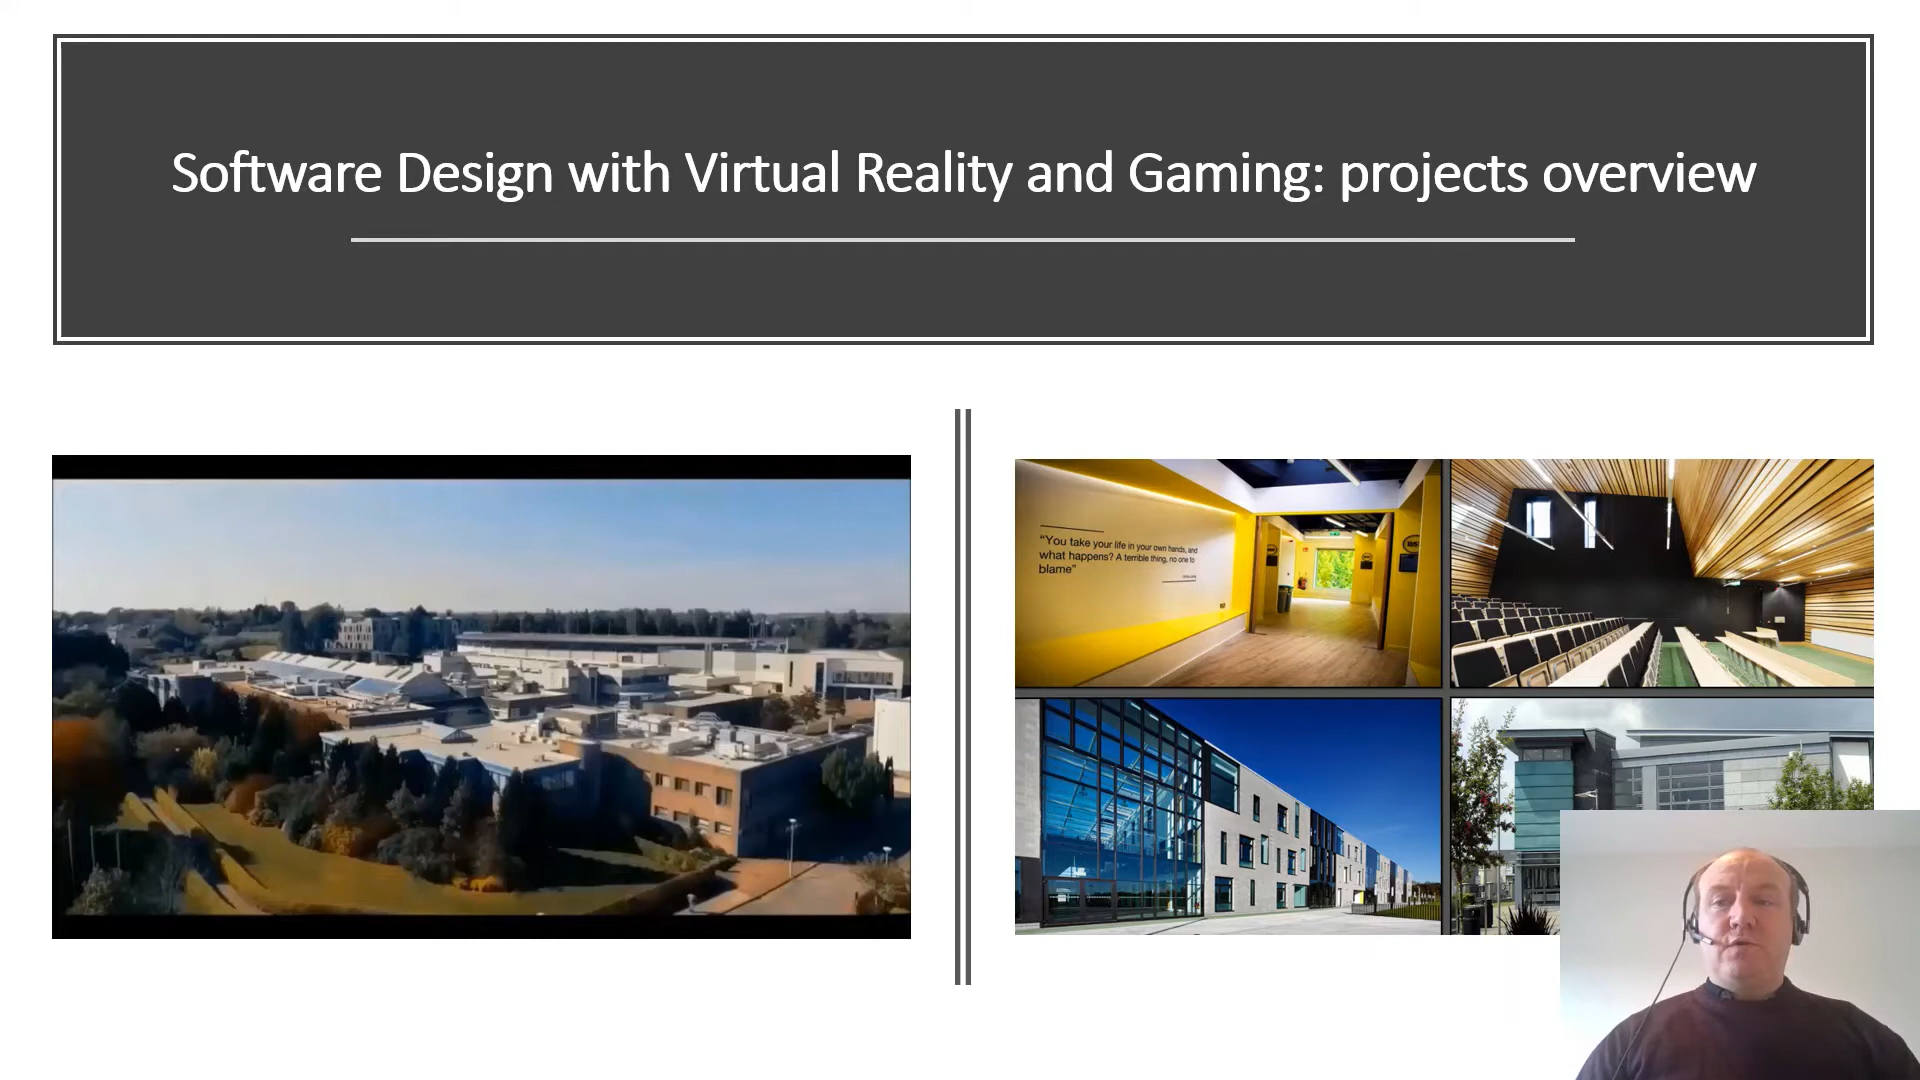 Software Design with Virtual Reality and Gaming: projects overview
“You take your life in your own hands, and
what happens? A terrible thing, no one to
blame”